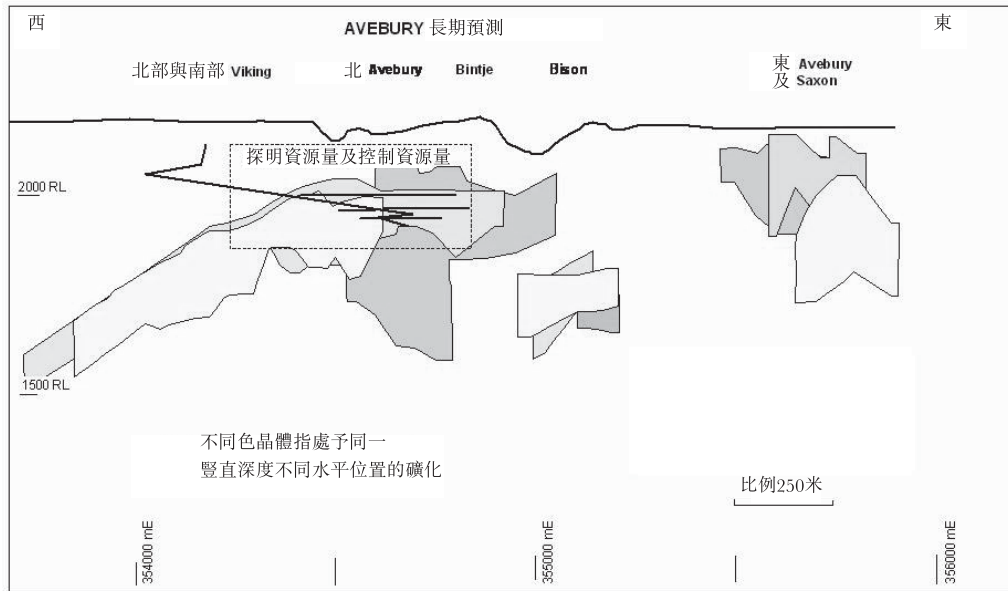 西
東
AVEBURY 長期預測
北部與南部 Viking
北 Avebury
Bintje
Bison
東 Avebury
及 Saxon
探明資源量及控制資源量
2000 RL
1500 RL
不同色晶體指處予同一
豎直深度不同水平位置的礦化
比例250米
354000 mE
355000 mE
356000 mE